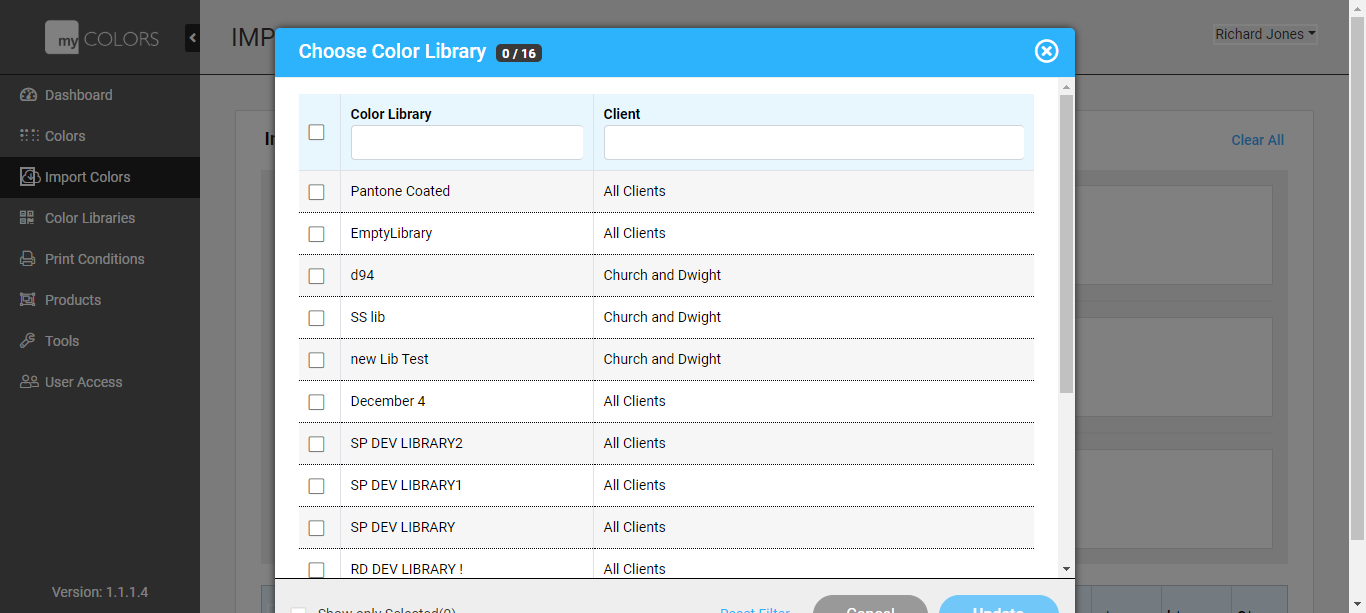 my COLORS
IMP
Richard Jones
Choose Color Library 0 / 16
Dashboard
Colors
Import Colors
Color Libraries
Print Conditions
Products
Tools
User Access
Version: 1.1.1.4
Clear All
Color Library Client
Pantone Coated All Clients
EmptyLibrary All Clients
d94 Church and Dwight
SS lib Church and Dwight
new Lib Test Church and Dwight
December 4 All Clients
SP DEV LIBRARY2 All Clients
SP DEV LIBRARY1 All Clients
SP DEV LIBRARY All Clients
RD DEV LIBRARY ! All Clients
Show only Selected(0) Reset Filter Cancel Update